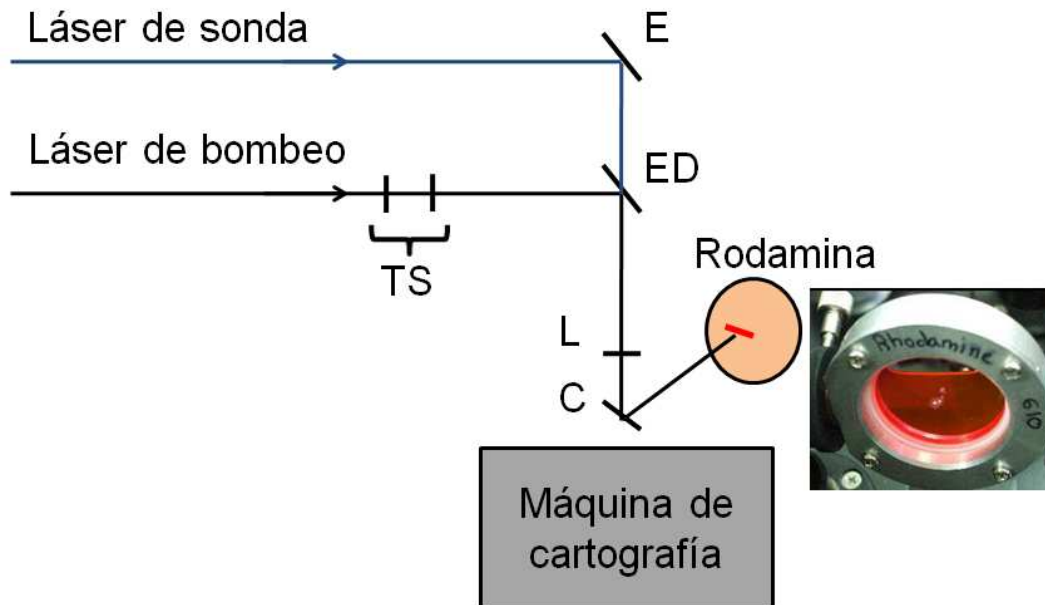 Láser de sonda
E
Láser de bombeo
ED
TS
Rodamina
L
C
Rhodamine
610
Máquina de
cartografía